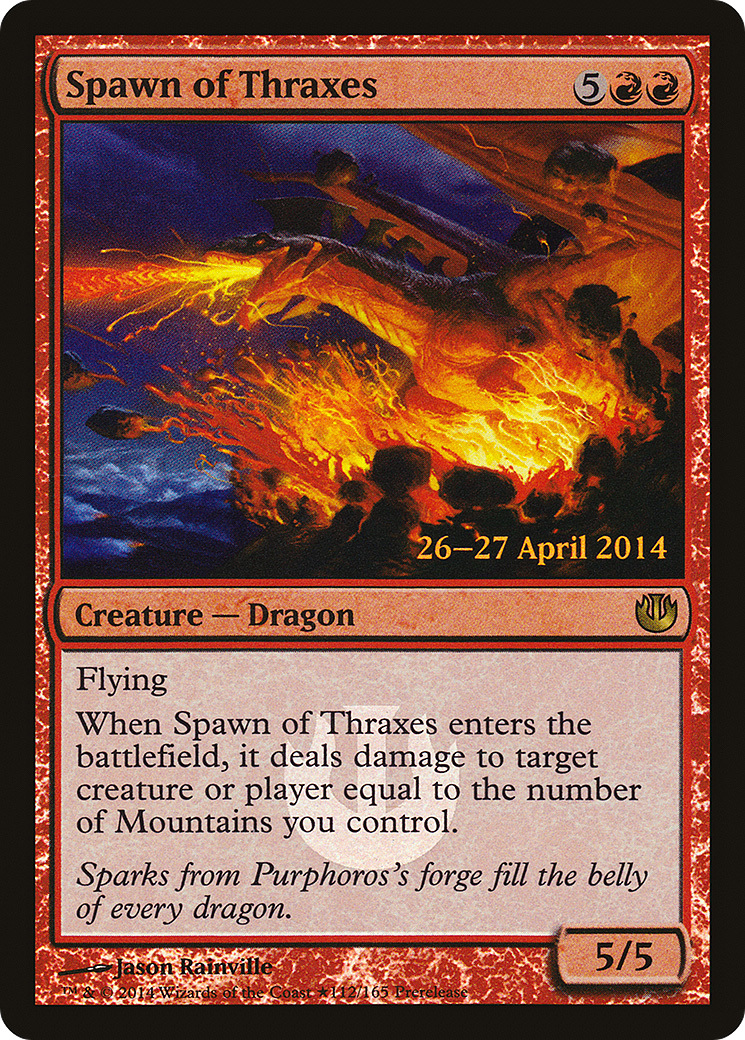 Spawn of Thraxes
5
26–27 April 2014
Creature — Dragon
Flying
When Spawn of Thraxes enters the
battlefield, it deals damage to target
creature or player equal to the number
of Mountains you control.
Sparks from Purphoros's forge fill the belly
of every dragon.
5/5
Jason Rainville
™ & © 2014 Wizards of the Coast ★112/165 Prerelease